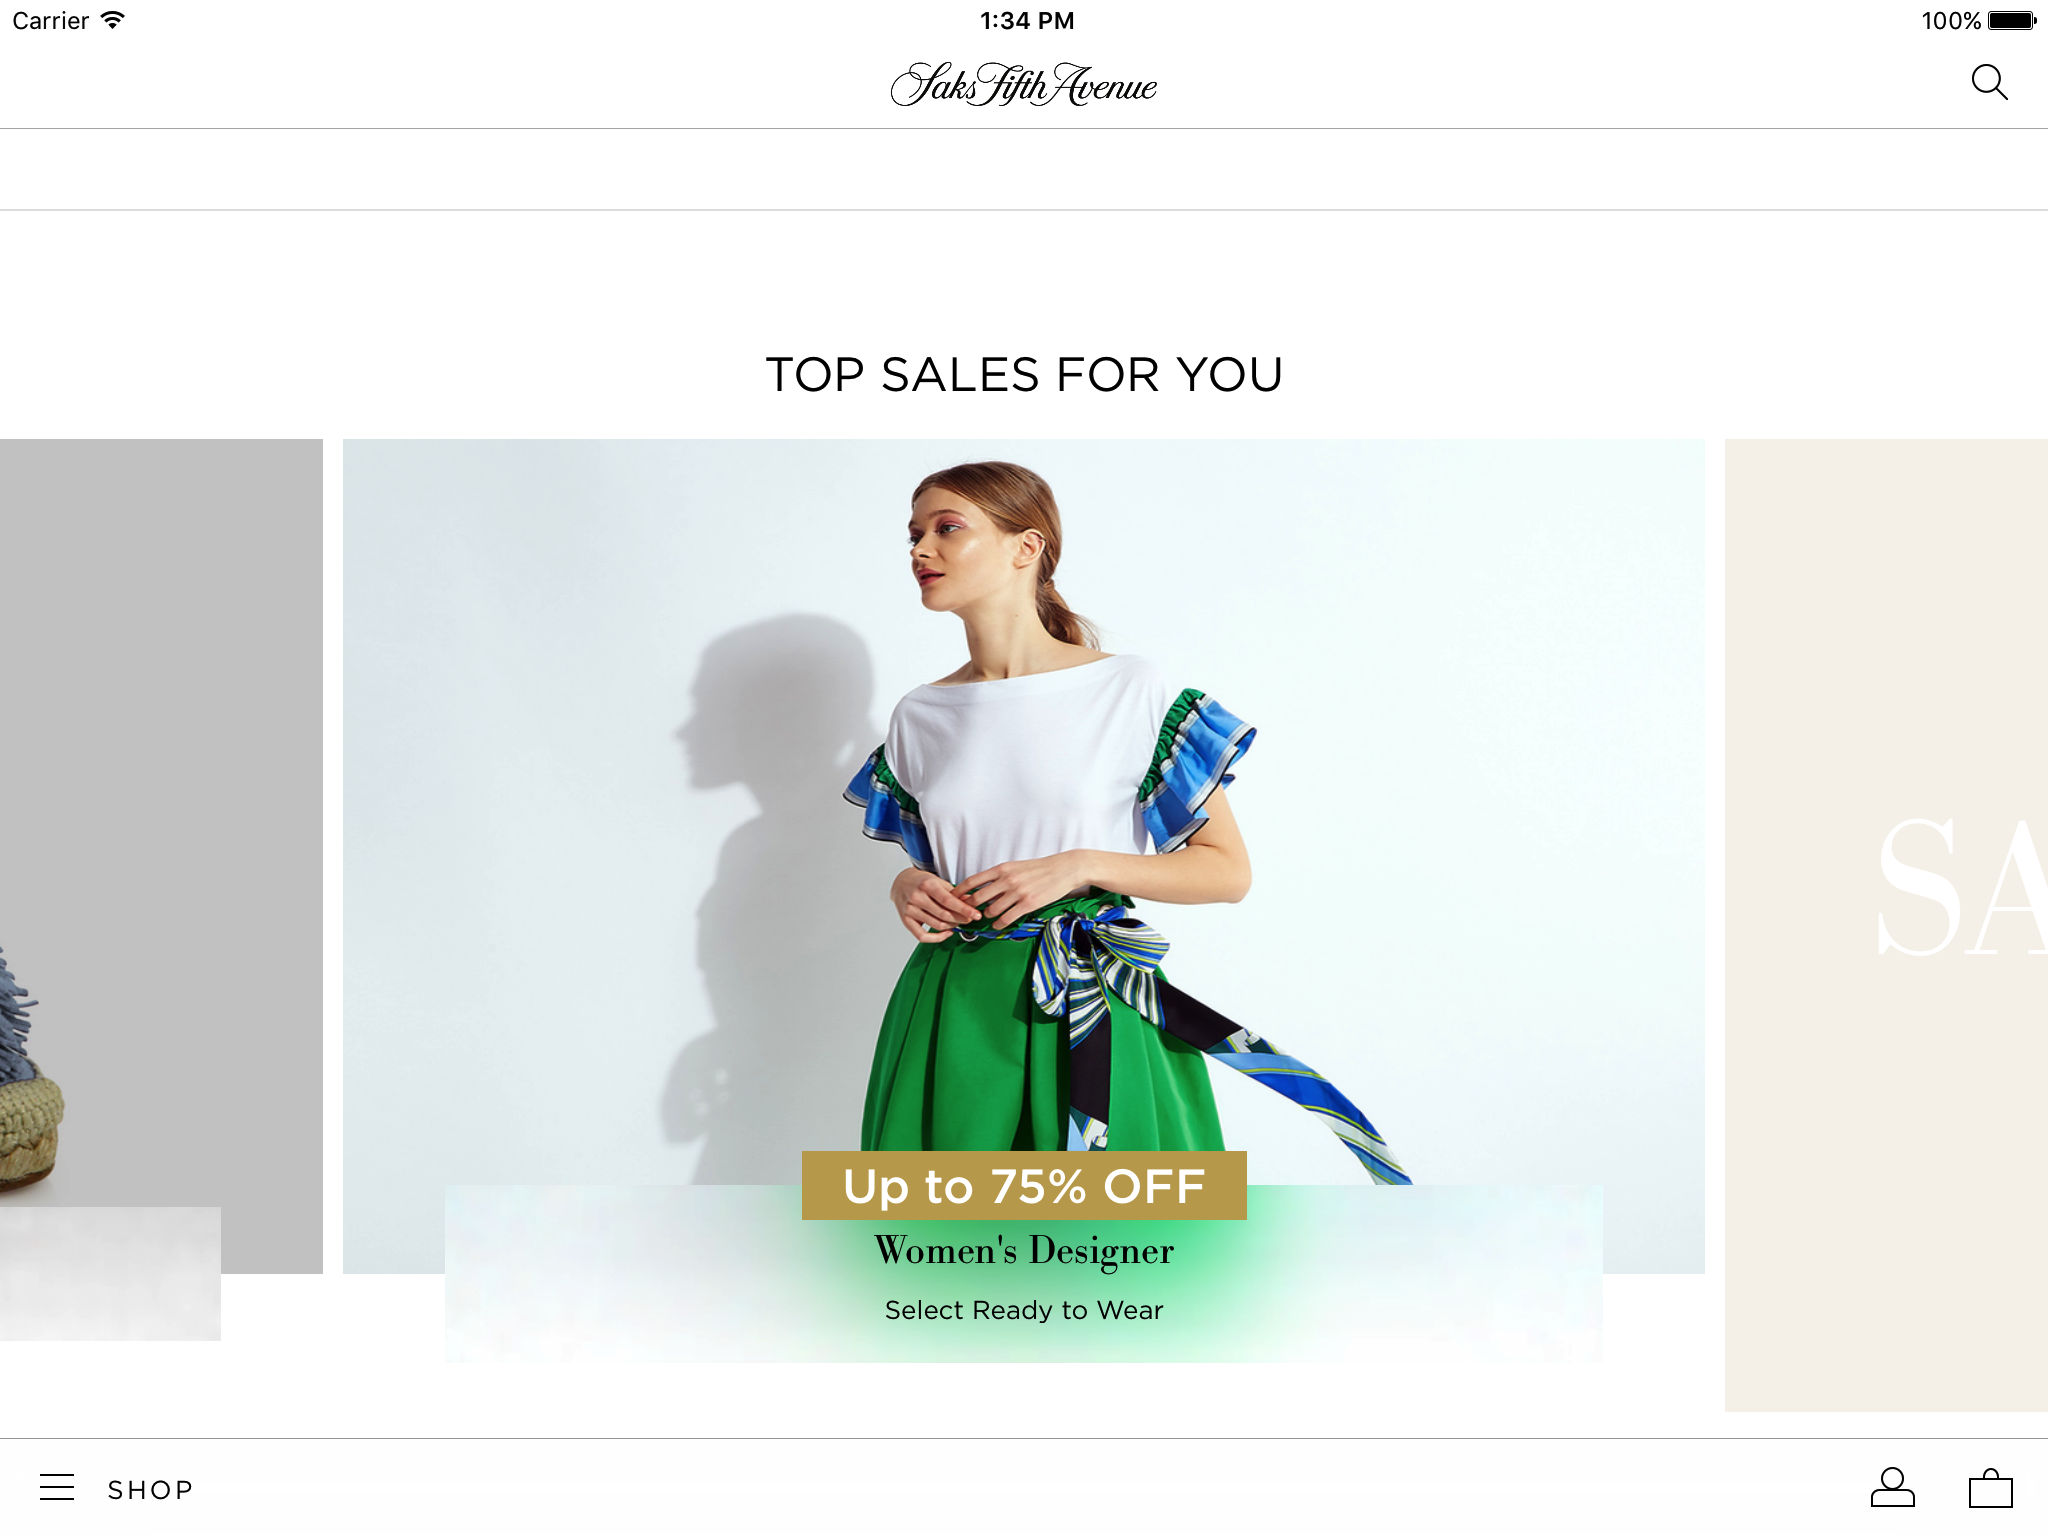 Carrier
1:34 PM
100%
Saks Fifth Avenue
TOP SALES FOR YOU
SA
Up to 75% OFF
Women's Designer
Select Ready to Wear
SHOP